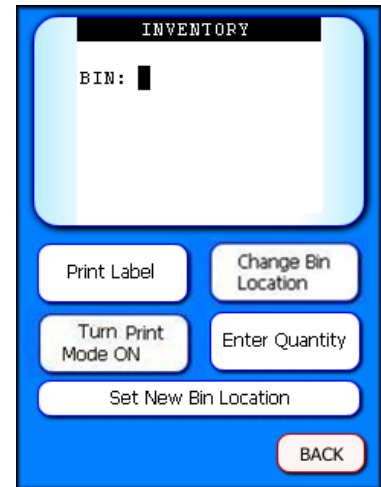 INVENTORY
BIN:
Print Label
Change Bin
Location
Turn Print
Mode ON
Enter Quantity
Set New Bin Location
BACK